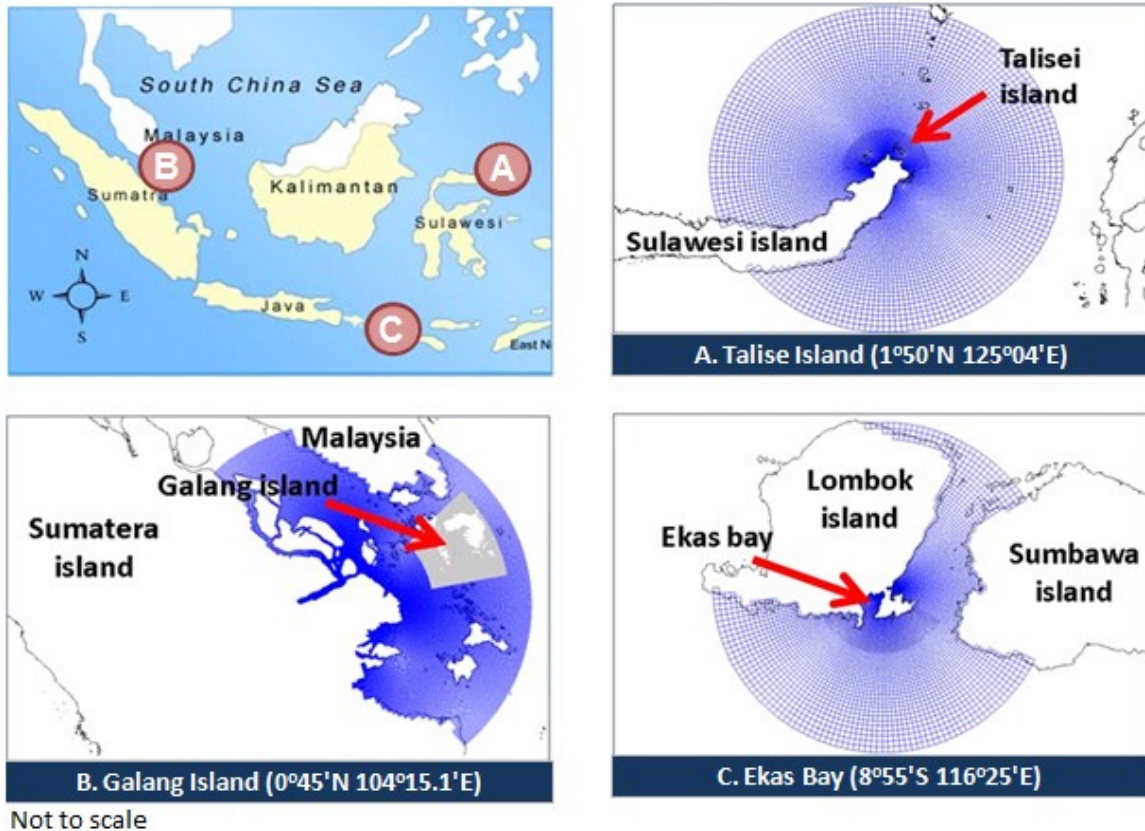 South China Sea
Malaysia
B
A
Sumatra
Kalimantan
Sulawesi
N
W E
S
Java
C
East N
Talisei
island
Sulawesi island
A. Talise Island (1º50'N 125º04'E)
Malaysia
Galang island
Sumatera
island
B. Galang Island (0º45'N 104º15.1'E)
Lombok
island
Ekas bay
Sumbawa
island
C. Ekas Bay (8º55'S 116º25'E)
Not to scale